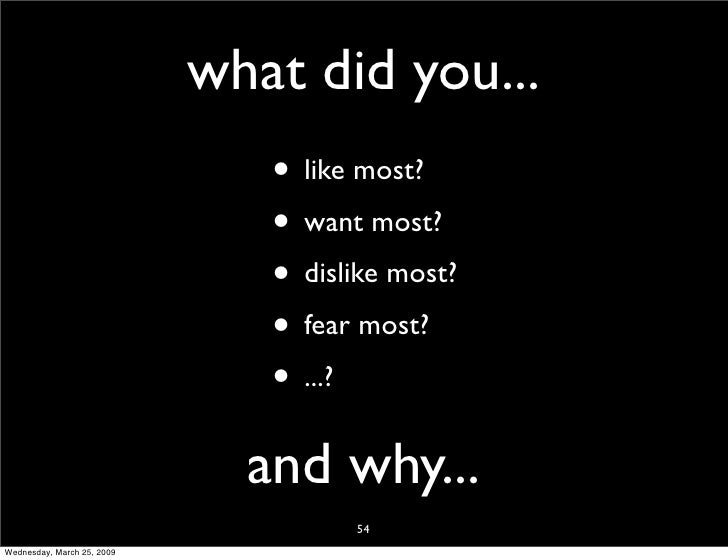 what did you...
• like most?
• want most?
• dislike most?
• fear most?
• ...?
and why...
54
Wednesday, March 25, 2009